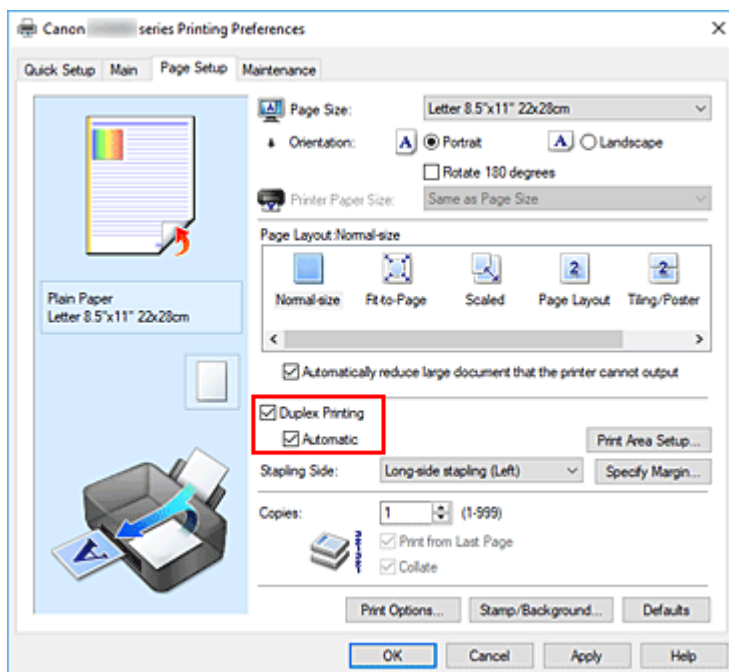 Canon series Printing Preferences
Quick Setup Main Page Setup Maintenance
Page Size: Letter 8.5"x11" 22x28cm
Orientation: A Portrait A Landscape
Rotate 180 degrees
Printer Paper Size: Same as Page Size
Page Layout:Normal-size
Normal-size Fit-to-Page Scaled Page Layout Tiling/Poster
Plain Paper
Letter 8.5"x11" 22x28cm
Automatically reduce large document that the printer cannot output
Duplex Printing
Automatic
Print Area Setup...
Stapling Side: Long-side stapling (Left) Specify Margin...
Copies: 1 (1-999)
Print from Last Page
Collate
Print Options... Stamp/Background... Defaults
OK Cancel Apply Help